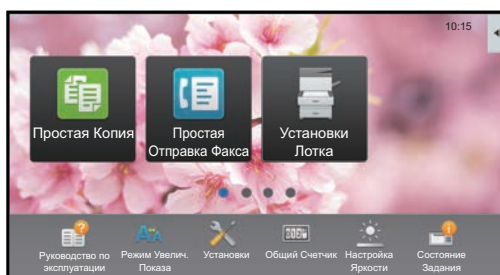 10:15
Простая Копия
Простая
Отправка Факса
Установки
Лотка
Руководство по
эксплуатации
Режим Увелич.
Показа
Установки
Общий Счетчик
Настройка
Яркости
Состояние
Задания